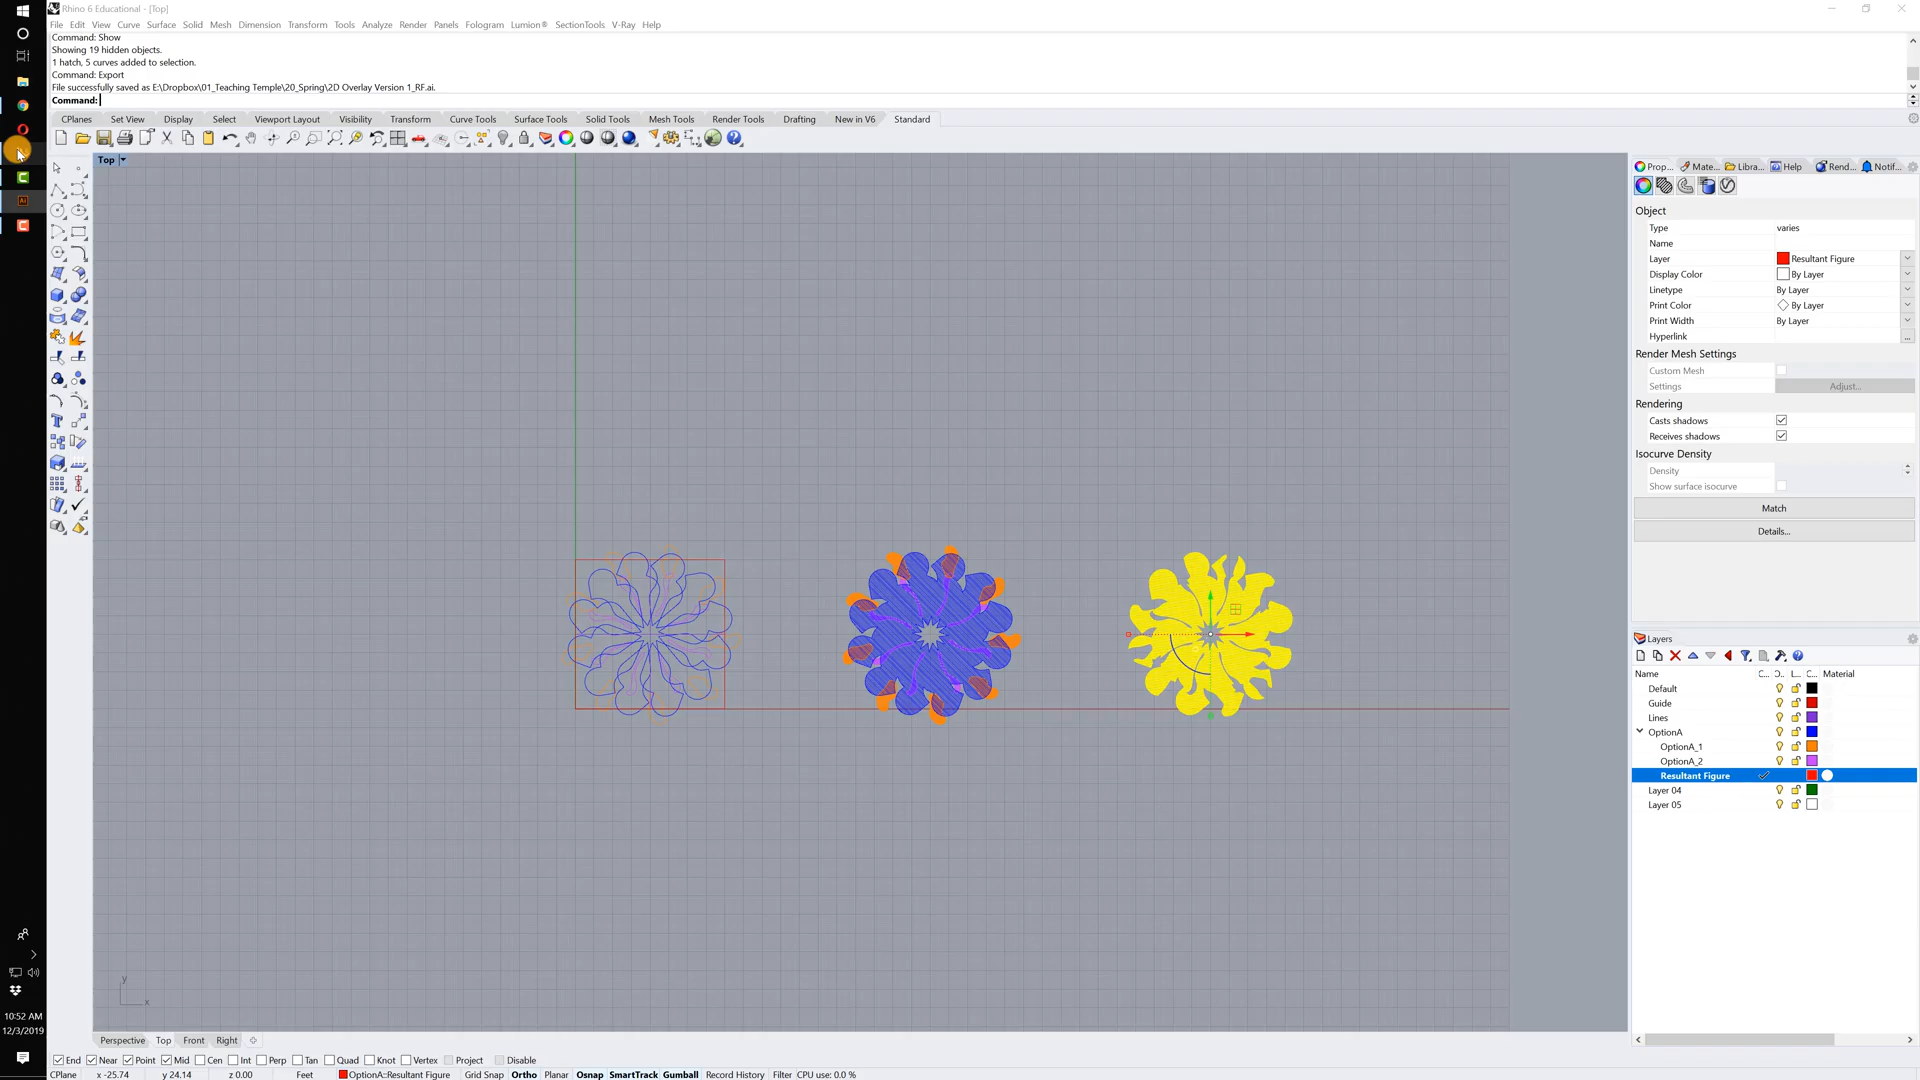 Rhino 6 Educational - [Top]
File Edit View Curve Surface Solid Mesh Dimension Transform Tools Analyze Render Panels Fologram Lumion® SectionTools V-Ray Help
Command: Show
Showing 19 hidden objects.
1 hatch, 5 curves added to selection.
Command: Export
File successfully saved as E:\Dropbox\01_Teaching Temple\20_Spring\2D Overlay Version 1_RF.ai.
Command:
CPlanes Set View Display Select Viewport Layout Visibility Transform Curve Tools Surface Tools Solid Tools Mesh Tools Render Tools Drafting New in V6 Standard
Top
Prop... Mate... Libra... Help Rend... Notif...
Object
Type varies
Name
Layer Resultant Figure
Display Color By Layer
Linetype By Layer
Print Color By Layer
Print Width By Layer
Hyperlink ...
Render Mesh Settings
Custom Mesh
Settings Adjust...
Rendering
Casts shadows
Receives shadows
Isocurve Density
Density
Show surface isocurve
Match
Details...
Layers
Name C... O.. L... C... Material
Default
Guide
Lines
OptionA
OptionA_1
OptionA_2
Resultant Figure
Layer 04
Layer 05
Ai
y
x
10:52 AM
12/3/2019
Perspective Top Front Right
End Near Point Mid Cen Int Perp Tan Quad Knot Vertex Project Disable
CPlane x -25.74 y 24.14 z 0.00 Feet OptionA::Resultant Figure Grid Snap Ortho Planar Osnap SmartTrack Gumball Record History Filter CPU use: 0.0 %